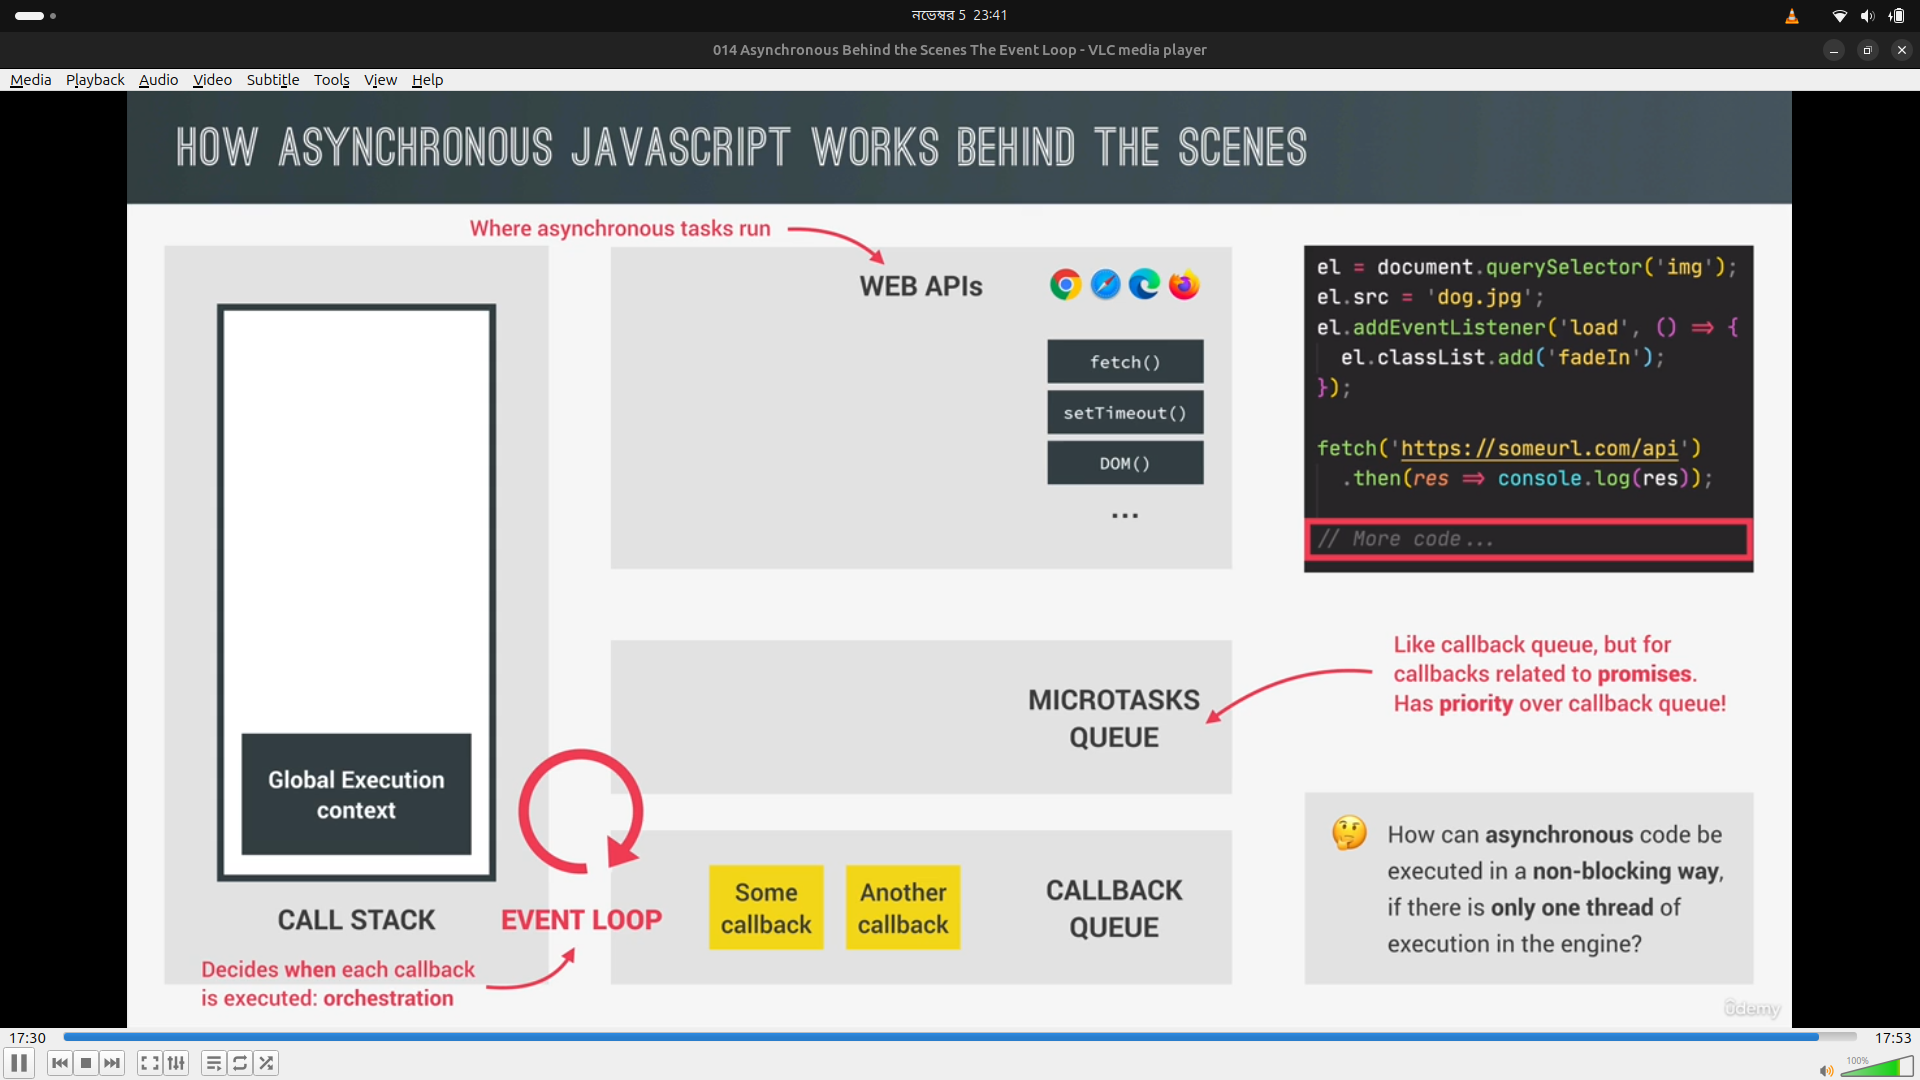 নভেম্বর 5 23:41
014 Asynchronous Behind the Scenes The Event Loop - VLC media player
Media Playback Audio Video Subtitle Tools View Help
HOW ASYNCHRONOUS JAVASCRIPT WORKS BEHIND THE SCENES
Where asynchronous tasks run
WEB APIs
fetch()
setTimeout()
DOM()
...
el = document.querySelector('img');
el.src = 'dog.jpg';
el.addEventListener('load', () => {
el.classList.add('fadeIn');
});
fetch('https://someurl.com/api')
.then(res => console.log(res));
// More code...
Like callback queue, but for
callbacks related to promises.
Has priority over callback queue!
MICROTASKS
QUEUE
Global Execution
context
CALL STACK
EVENT LOOP
Decides when each callback
is executed: orchestration
Some
callback
Another
callback
CALLBACK
QUEUE
How can asynchronous code be
executed in a non-blocking way,
if there is only one thread of
execution in the engine?
ûdemy
17:30
17:53
100%